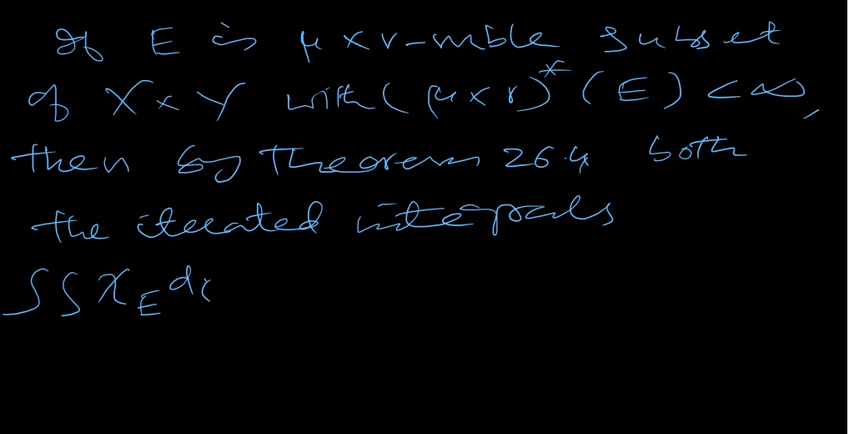 If E is μ×ν-mble subset
of X×Y with (μ×ν)*(E) < ∞,
then by Theorem 26.4 both
the iterated integrals
∫∫ χ_E d